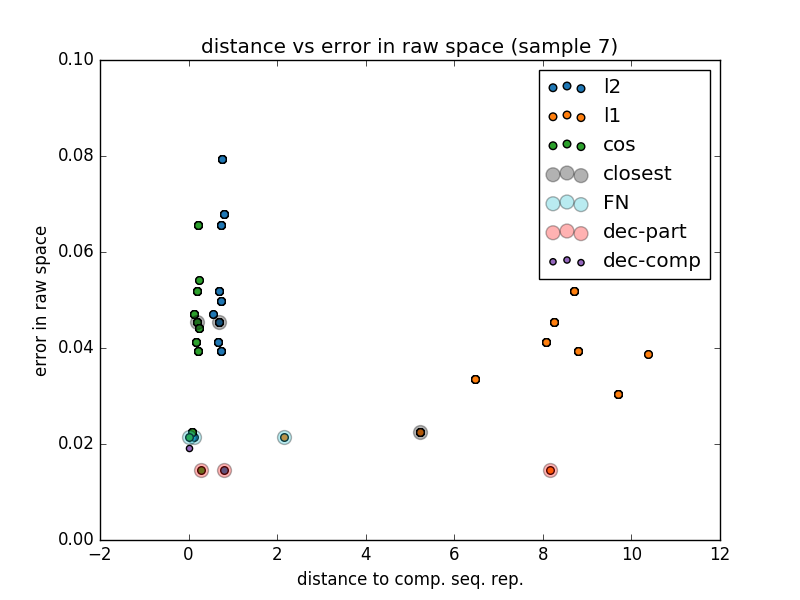 distance vs error in raw space (sample 7)
0.10
0.08
0.06
0.04
0.02
0.00
error in raw space
l2
l1
cos
closest
FN
dec-part
dec-comp
−2 0 2 4 6 8 10 12
distance to comp. seq. rep.